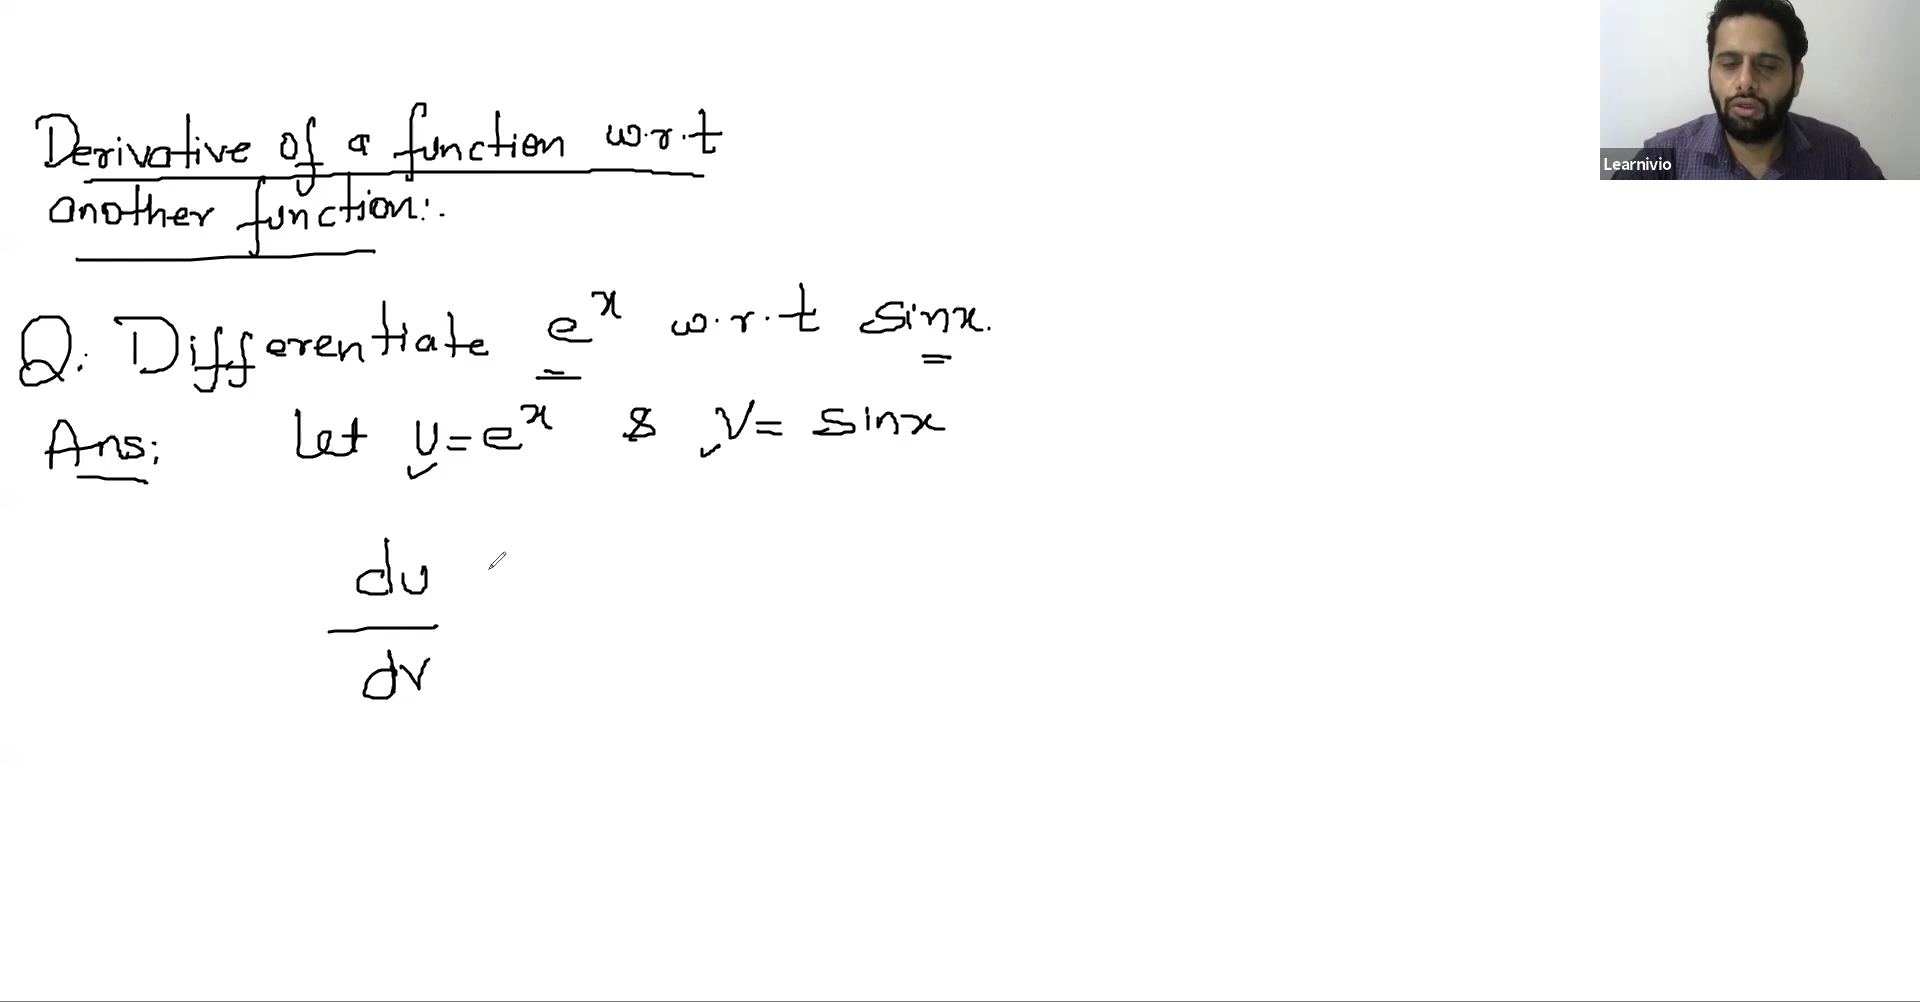 Derivative of a function w.r.t
another function:.
Q. Differentiate e^x w.r.t sinx.
Ans: Let u=e^x & v= sinx
du
dv
Learnivio